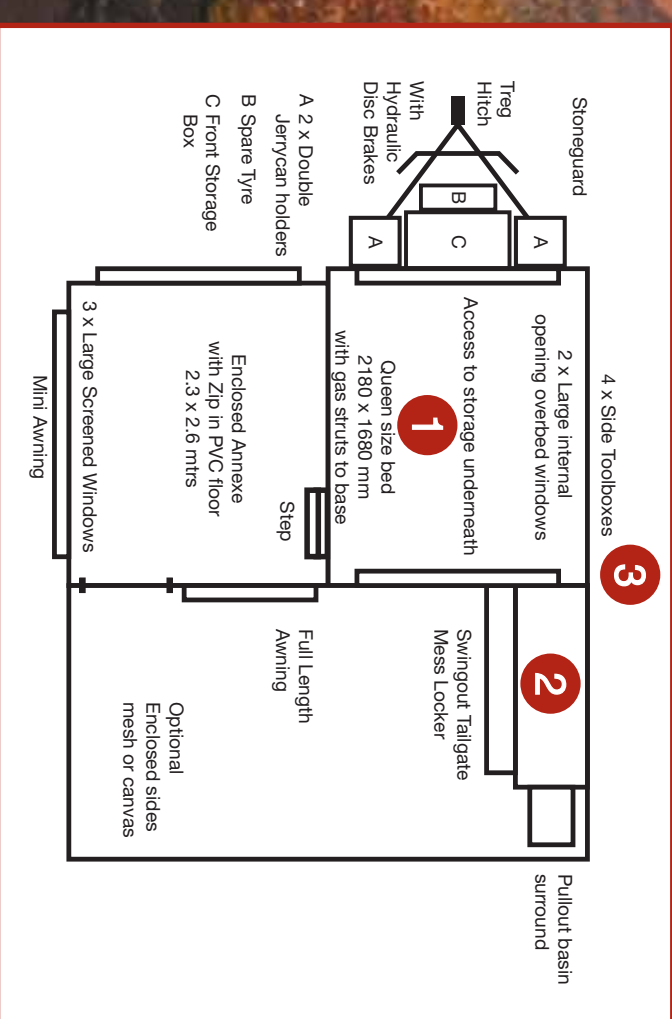 Stoneguard
Treg
Hitch
With
Hydraulic
Disc Brakes
A 2 x Double
Jerrycan holders
B Spare Tyre
C Front Storage
Box
A
B
C
A
4 x Side Toolboxes
3
2 x Large internal
opening overbed windows
Access to storage underneath
1
Queen size bed
2180 x 1680 mm
with gas struts to base
Step
Enclosed Annexe
with Zip in PVC floor
2.3 x 2.6 mtrs
3 x Large Screened Windows
Mini Awning
2
Swingout Tailgate
Mess Locker
Full Length
Awning
Optional
Enclosed sides
mesh or canvas
Pullout basin
surround